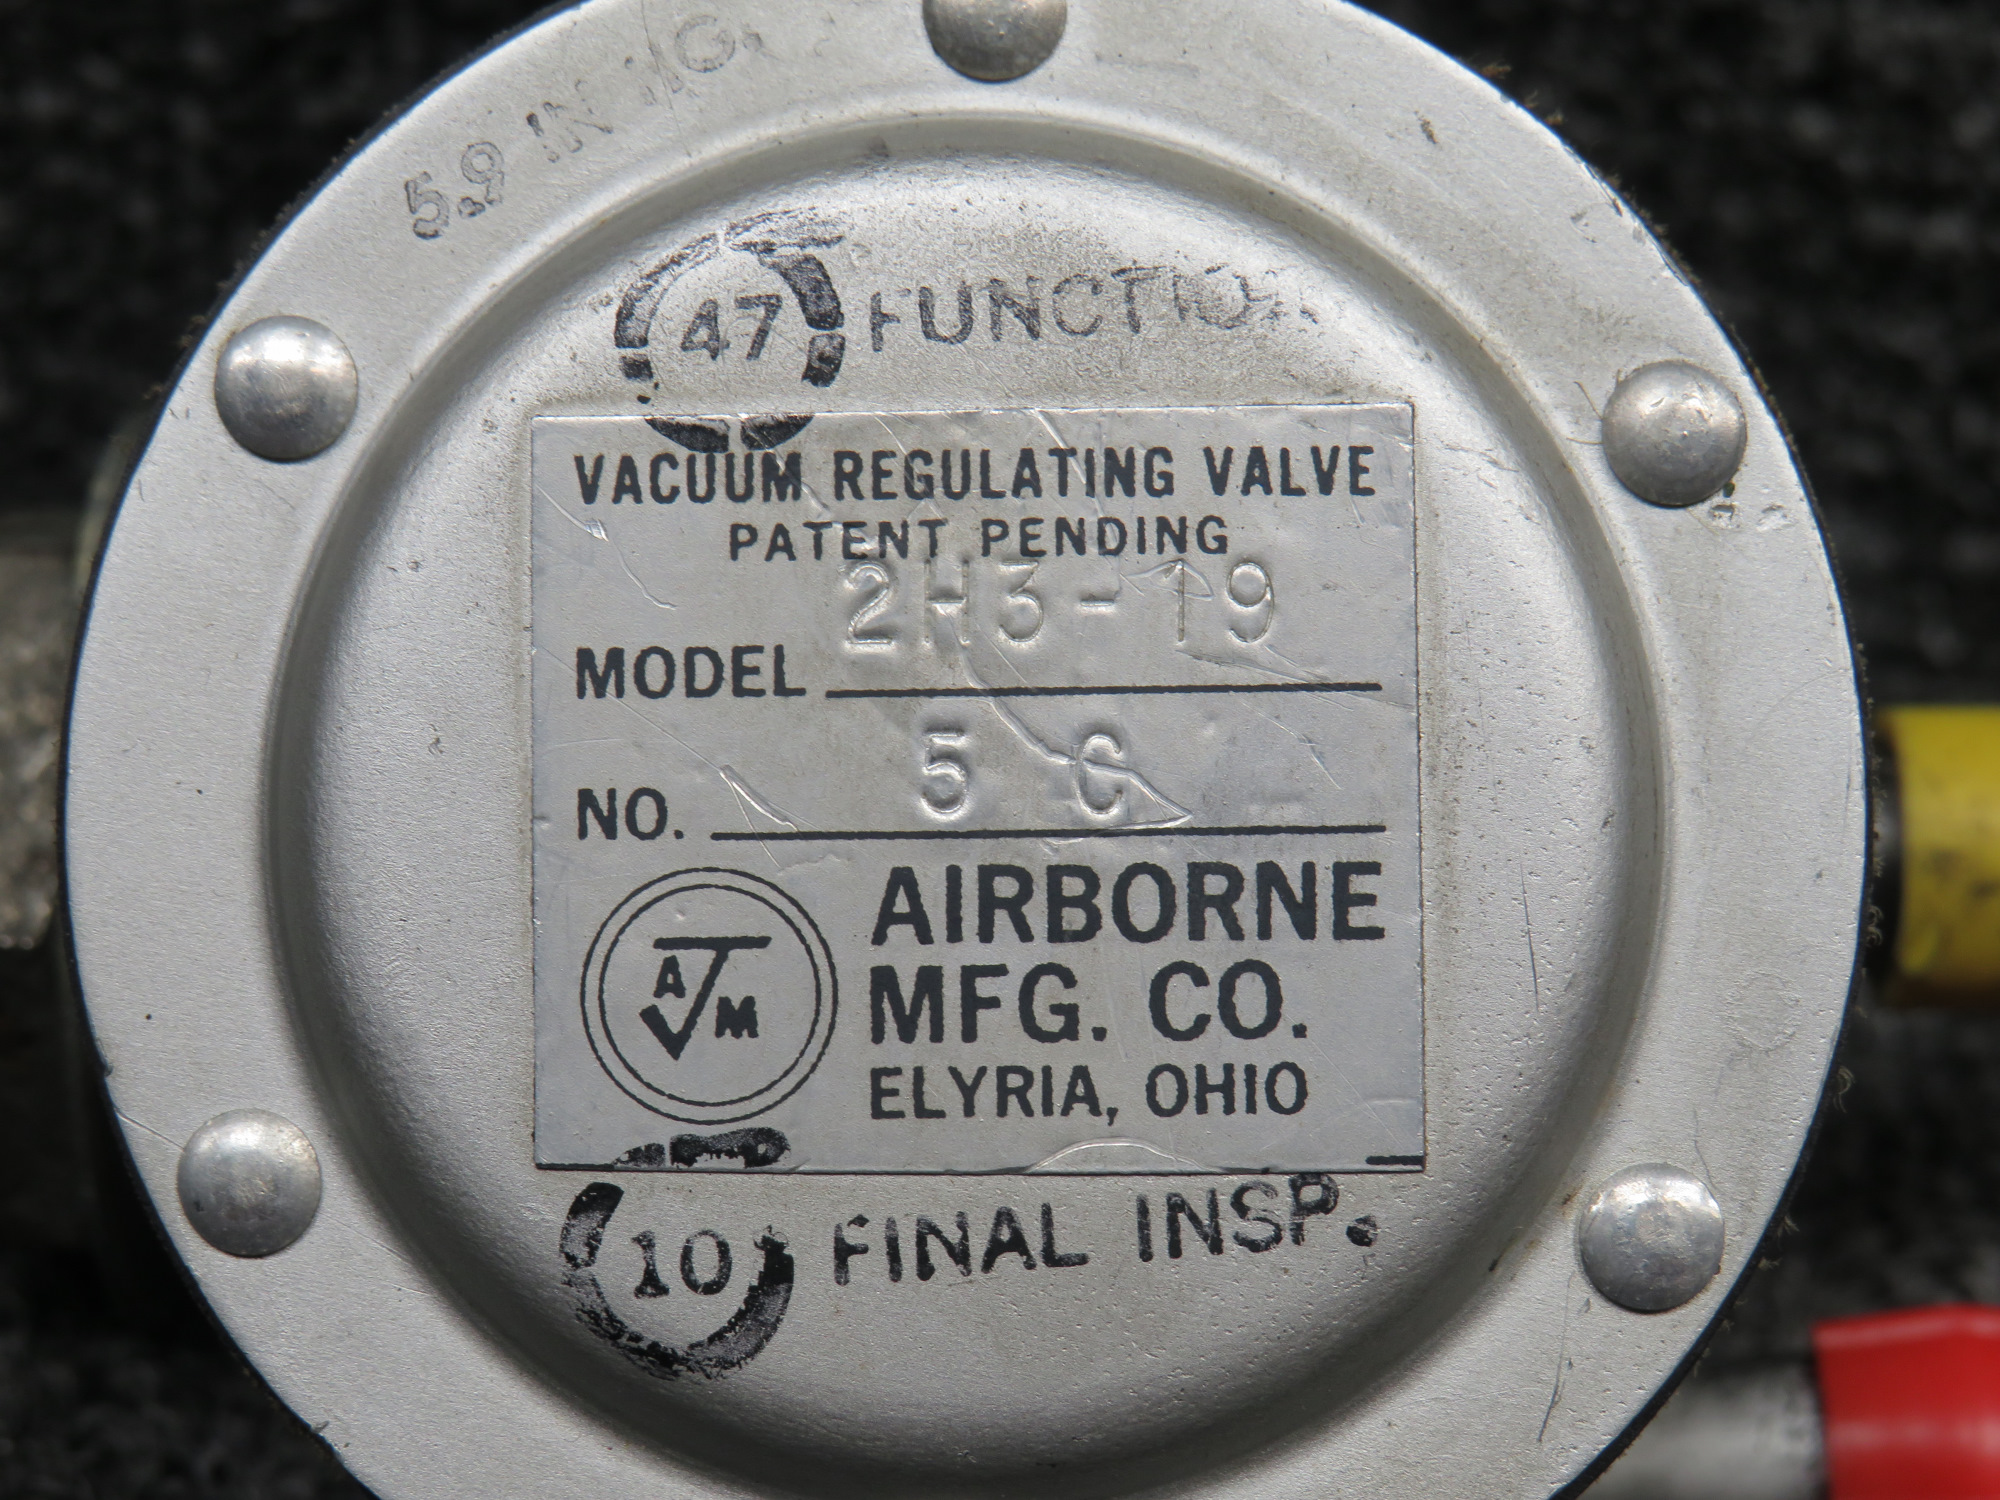 5.9 IN HG.
47 FUNCTION
VACUUM REGULATING VALVE
PATENT PENDING
MODEL 2H3-19
NO. 5 C
A M
AIRBORNE
MFG. CO.
ELYRIA, OHIO
10 FINAL INSP.